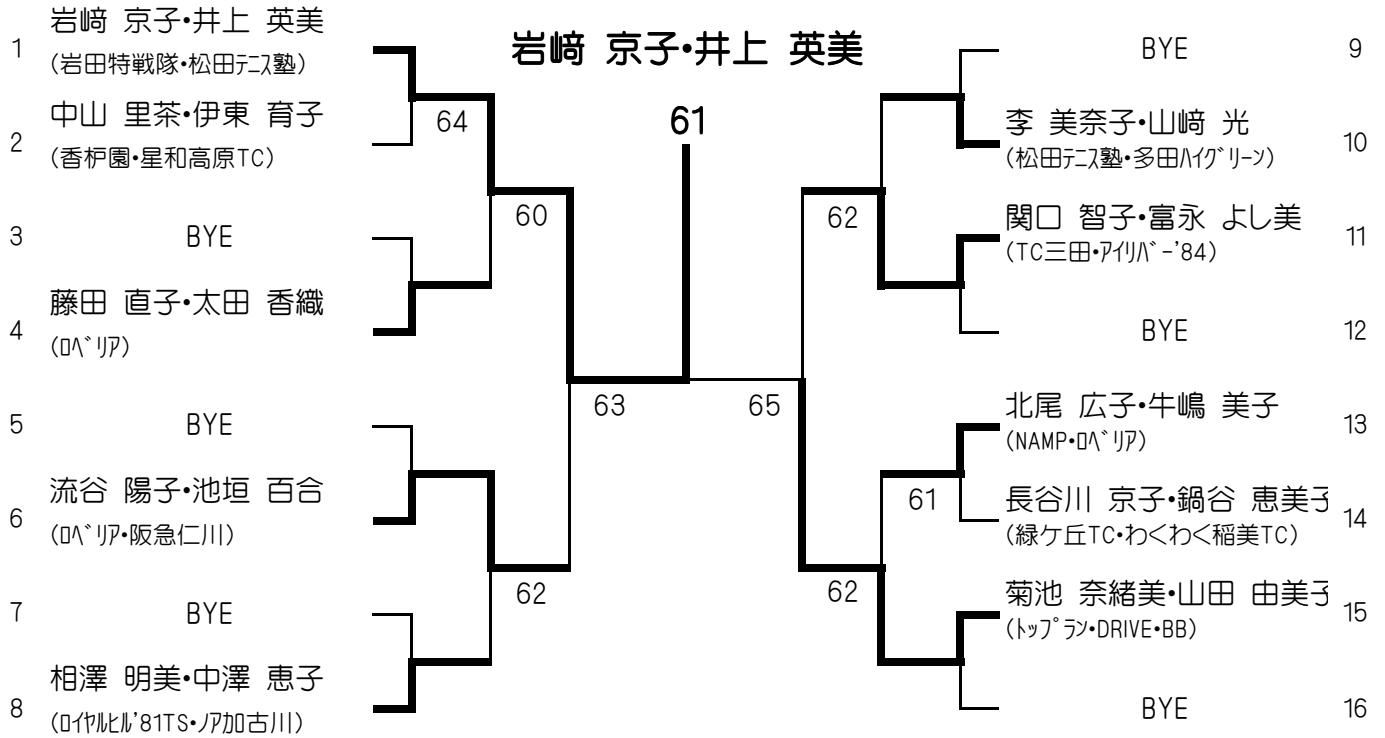 岩﨑 京子・井上 英美
1
(岩田特戦隊・松田テニス塾)
中山 里茶・伊東 育子
2
(香枦園・星和高原TC)
3 BYE
藤田 直子・太田 香織
4
(ロベリア)
5 BYE
流谷 陽子・池垣 百合
6
(ロベリア・阪急仁川)
7 BYE
相澤 明美・中澤 恵子
8
(ロイヤルヒル'81TS・ノア加古川)
64
60
62
63
岩﨑 京子・井上 英美
61
65
62
61
62
BYE 9
李 美奈子・山﨑 光
10
(松田テニス塾・多田ハイグリーン)
関口 智子・富永 よし美
11
(TC三田・アイリバー'84)
BYE 12
北尾 広子・牛嶋 美子
13
(NAMP・ロベリア)
長谷川 京子・鍋谷 恵美子
14
(緑ケ丘TC・わくわく稲美TC)
菊池 奈緒美・山田 由美子
15
(トップラン・DRIVE・BB)
BYE 16